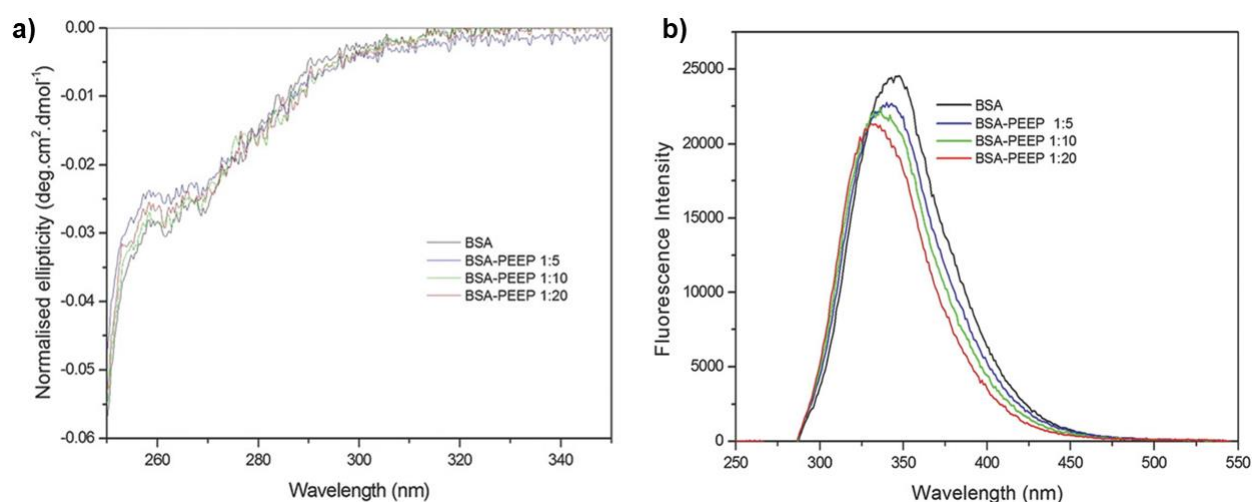 a)
Normalised ellipticity (deg.cm².dmol⁻¹)
0.00
-0.01
-0.02
-0.03
-0.04
-0.05
-0.06
260
280
300
320
340
Wavelength (nm)
BSA
BSA-PEEP 1:5
BSA-PEEP 1:10
BSA-PEEP 1:20
b)
Fluorescence Intensity
25000
20000
15000
10000
5000
0
250
300
350
400
450
500
550
Wavelength (nm)
BSA
BSA-PEEP 1:5
BSA-PEEP 1:10
BSA-PEEP 1:20